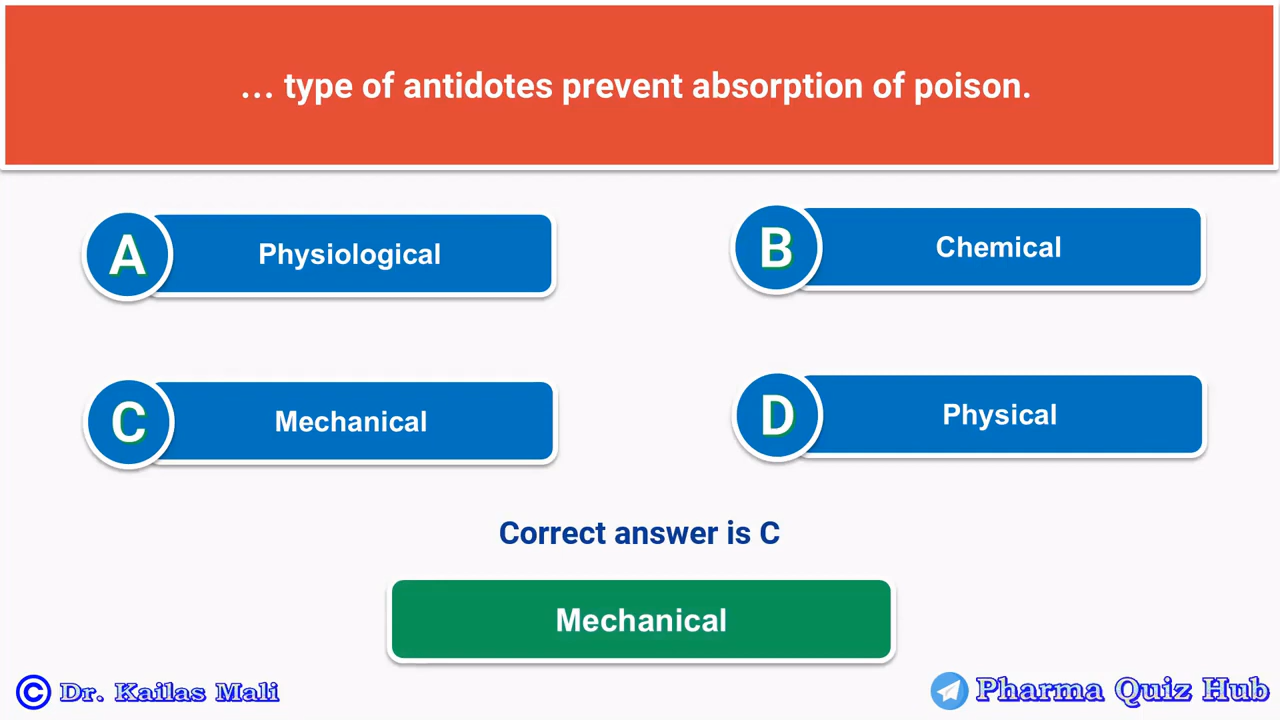 ... type of antidotes prevent absorption of poison.
A Physiological
B Chemical
C Mechanical
D Physical
Correct answer is C
Mechanical
© Dr. Kailas Mali
Pharma Quiz Hub